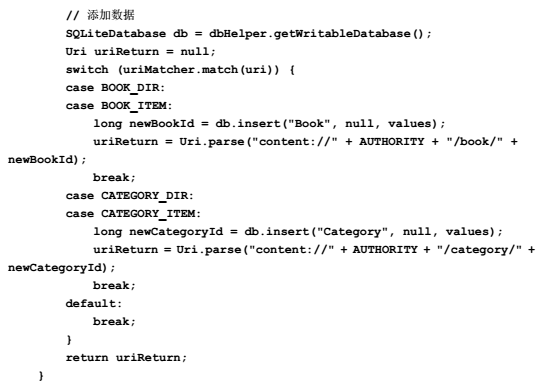 // 添加数据
SQLiteDatabase db = dbHelper.getWritableDatabase();
Uri uriReturn = null;
switch (uriMatcher.match(uri)) {
case BOOK_DIR:
case BOOK_ITEM:
long newBookId = db.insert("Book", null, values);
uriReturn = Uri.parse("content://" + AUTHORITY + "/book/" +
newBookId);
break;
case CATEGORY_DIR:
case CATEGORY_ITEM:
long newCategoryId = db.insert("Category", null, values);
uriReturn = Uri.parse("content://" + AUTHORITY + "/category/" +
newCategoryId);
break;
default:
break;
}
return uriReturn;
}